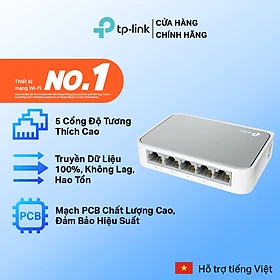 tp-link
CỬA HÀNG
CHÍNH HÃNG
Thiết bị
mạng Wi-Fi
NO.1
5 Cổng Độ Tương
Thích Cao
Truyền Dữ Liệu
100%, Không Lag,
Hao Tốn
PCB
Mạch PCB Chất Lượng Cao,
Đảm Bảo Hiệu Suất
Hỗ trợ tiếng Việt